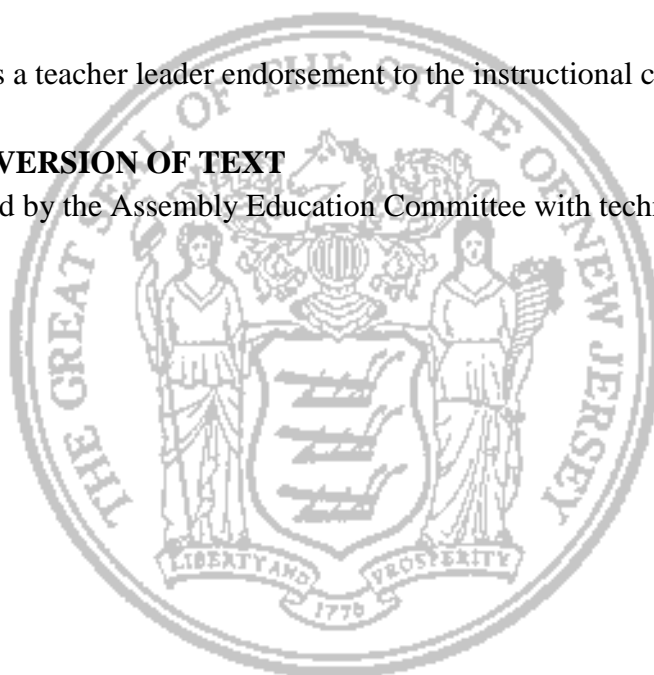 s a teacher leader endorsement to the instructional c
VERSION OF TEXT
d by the Assembly Education Committee with techn
THE GREAT SEAL OF THE STATE OF NEW JERSEY
LIBERTY AND PROSPERITY
1776